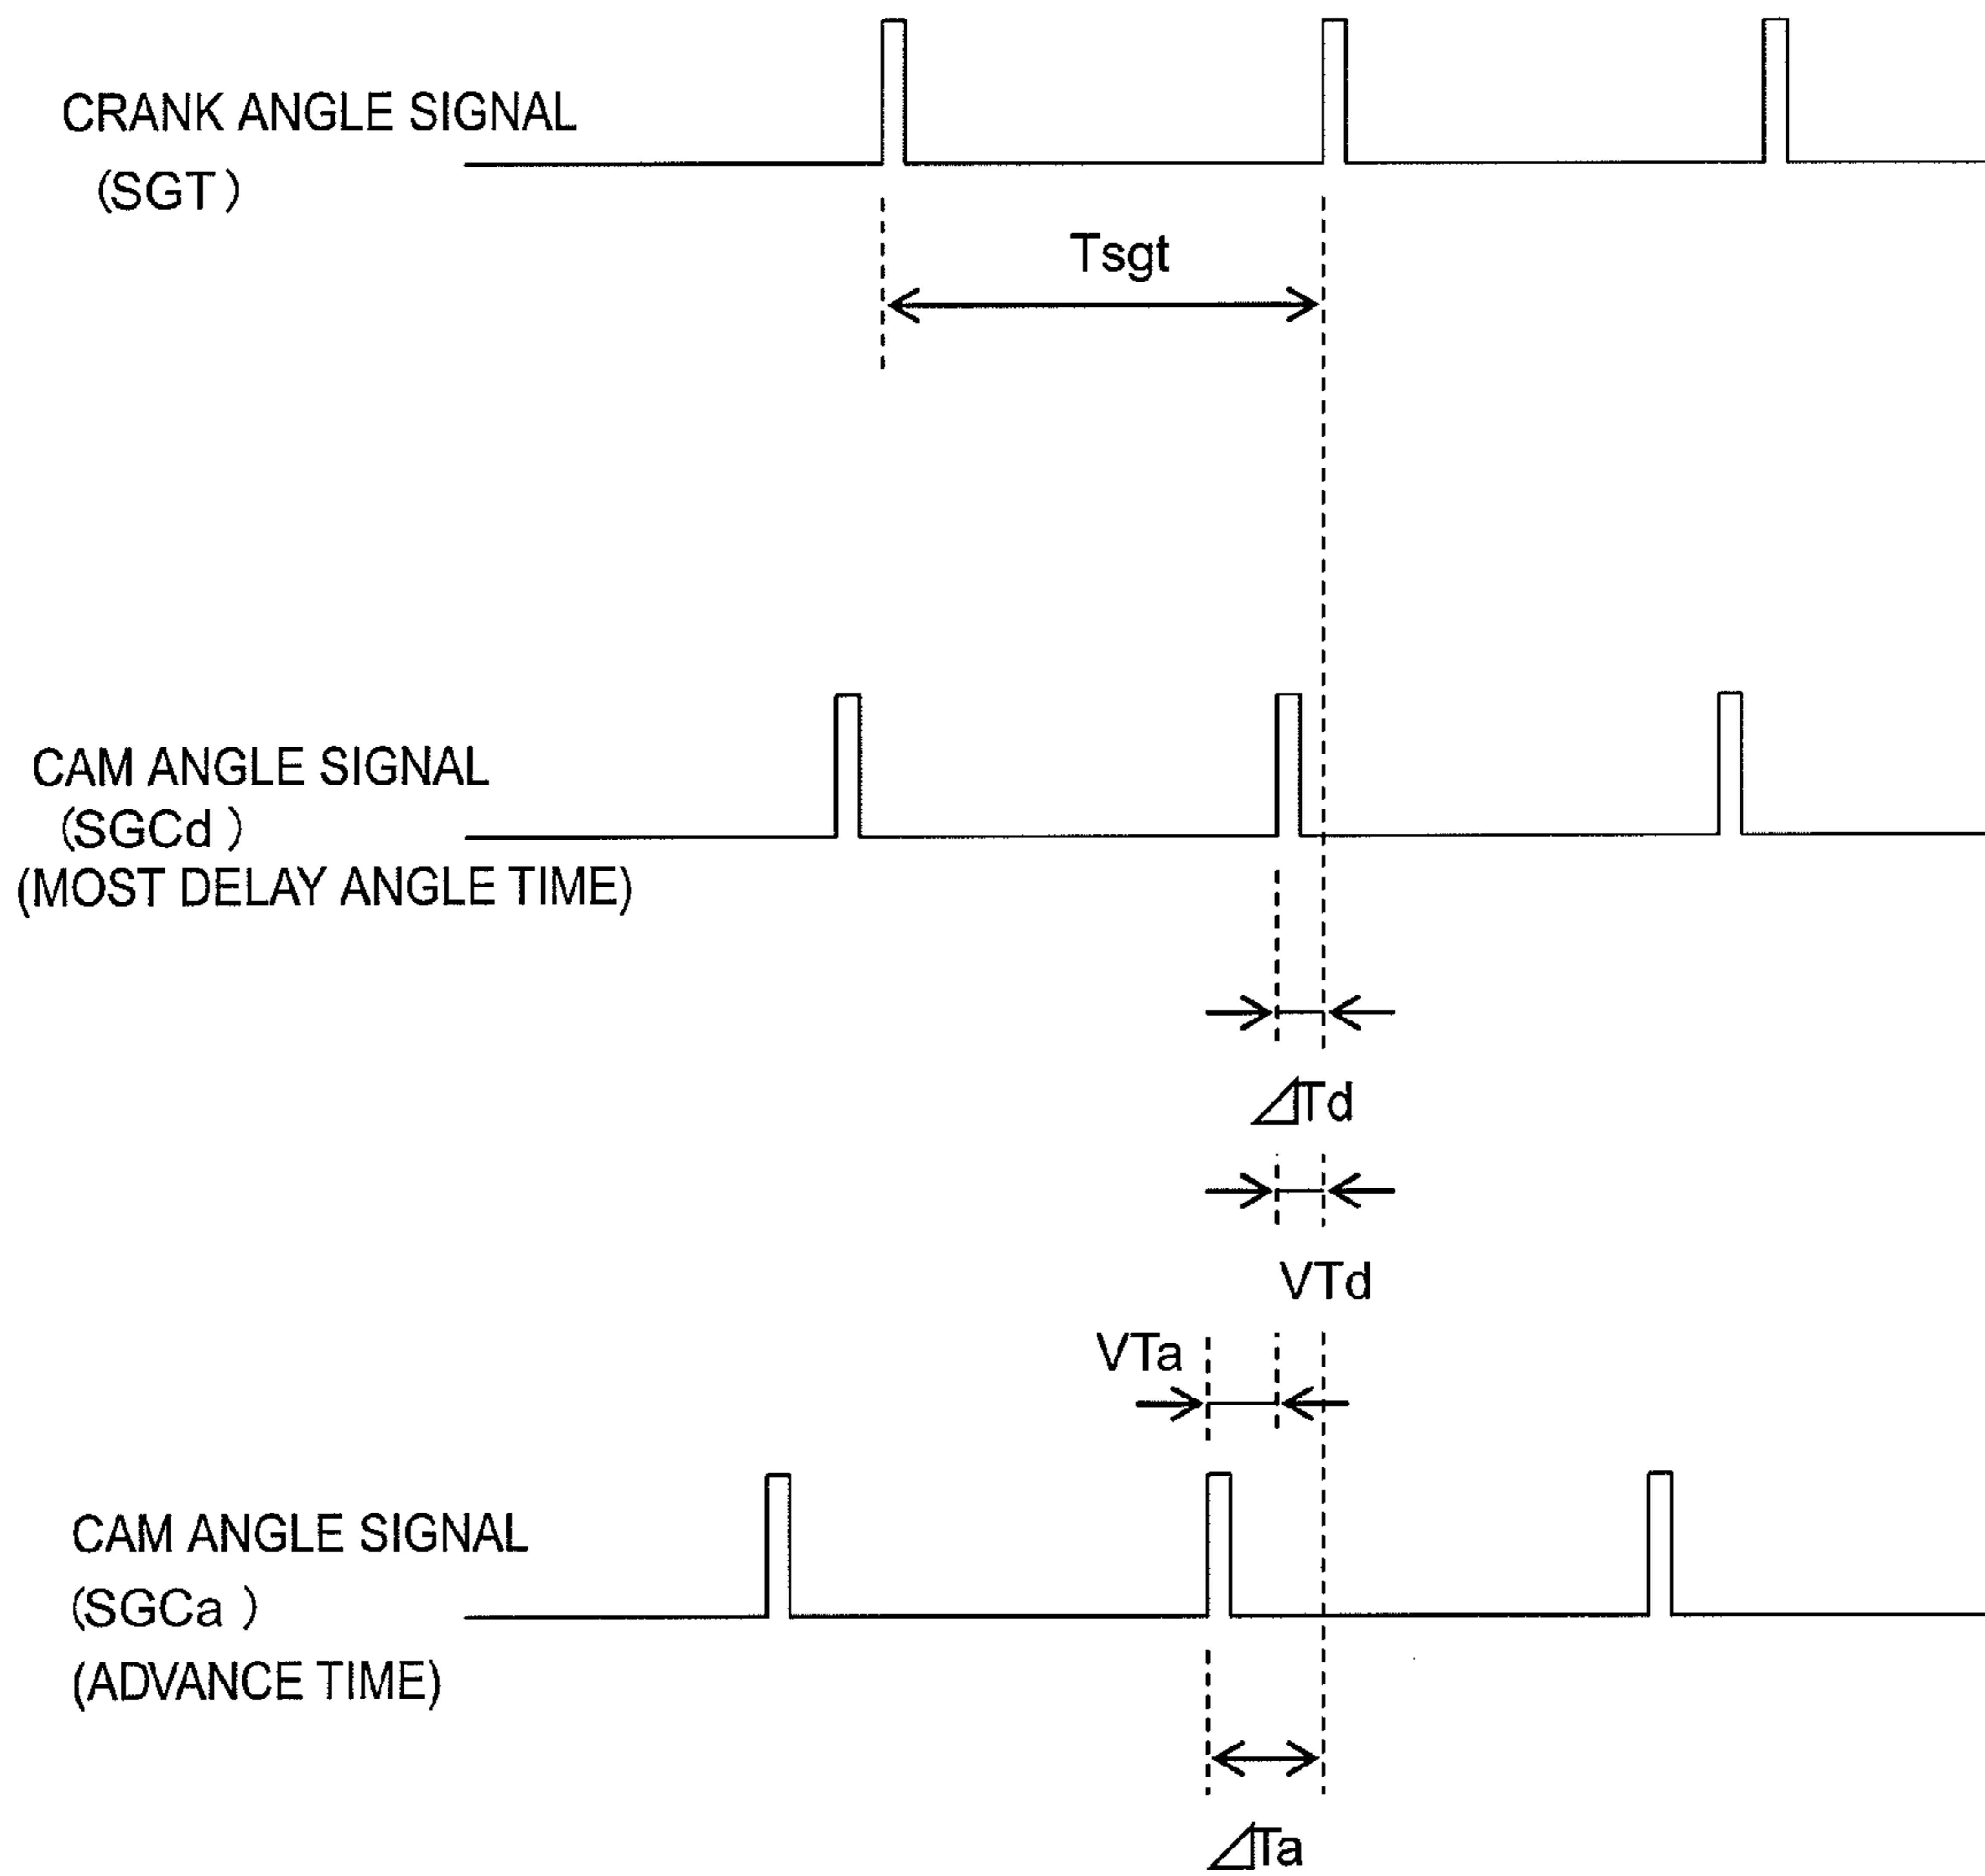 CRANK ANGLE SIGNAL
(SGT)
Tsgt
CAM ANGLE SIGNAL
(SGCd)
(MOST DELAY ANGLE TIME)
⊿Td
VTd
VTa
CAM ANGLE SIGNAL
(SGCa)
(ADVANCE TIME)
⊿Ta